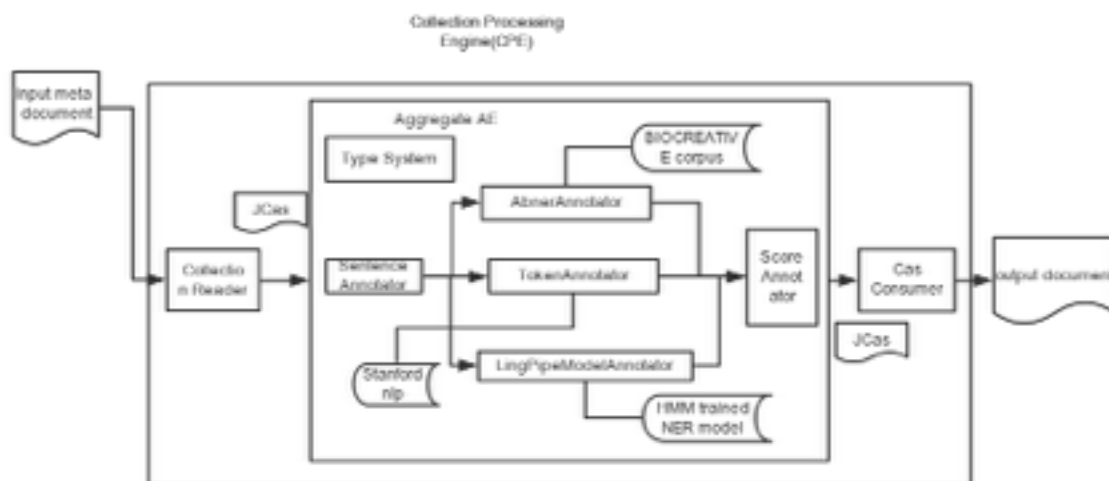 Collection Processing
Engine(CPE)
input meta
document
Aggregate AE
Type System
BIOCREATIV
E corpus
JCas
AbnerAnnotator
Collectio
n Reader
Sentence
Annotator
TokenAnnotator
Score
Annot
ator
Cas
Consumer
output document
JCas
Stanford
nlp
LingPipeModelAnnotator
HMM trained
NER model